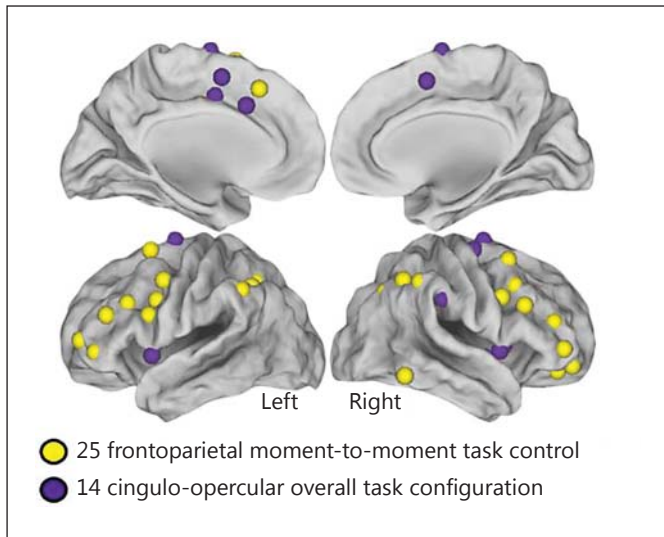 Left Right
25 frontoparietal moment-to-moment task control
14 cingulo-opercular overall task configuration